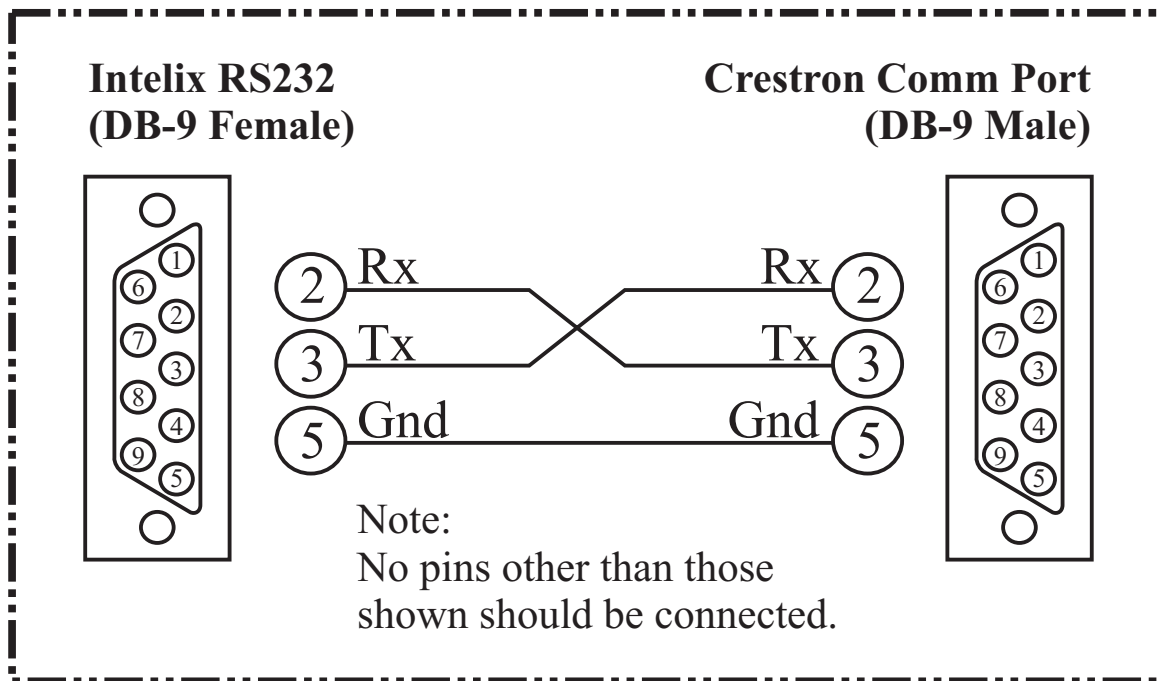 Intelix RS232
(DB-9 Female)
Crestron Comm Port
(DB-9 Male)
1
6
2
7
3
8
4
9
5
2 Rx Rx 2
3 Tx Tx 3
5 Gnd Gnd 5
1
6
2
7
3
8
4
9
5
Note:
No pins other than those
shown should be connected.